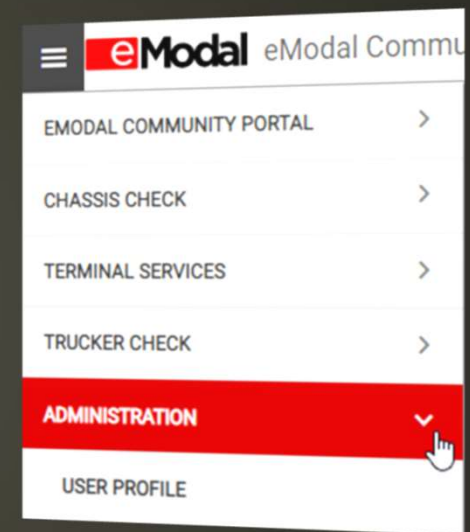 eModal eModal Commu
EMODAL COMMUNITY PORTAL
CHASSIS CHECK
TERMINAL SERVICES
TRUCKER CHECK
ADMINISTRATION
USER PROFILE